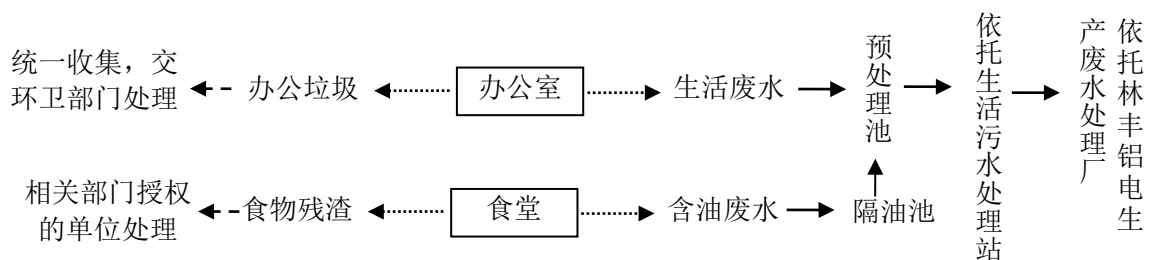 统一收集，交
环卫部门处理
办公垃圾
办公室
生活废水
预处理池
依托生活污水处理站
依托林丰铝电生
产废水处理厂
相关部门授权
的单位处理
食物残渣
食堂
含油废水
隔油池